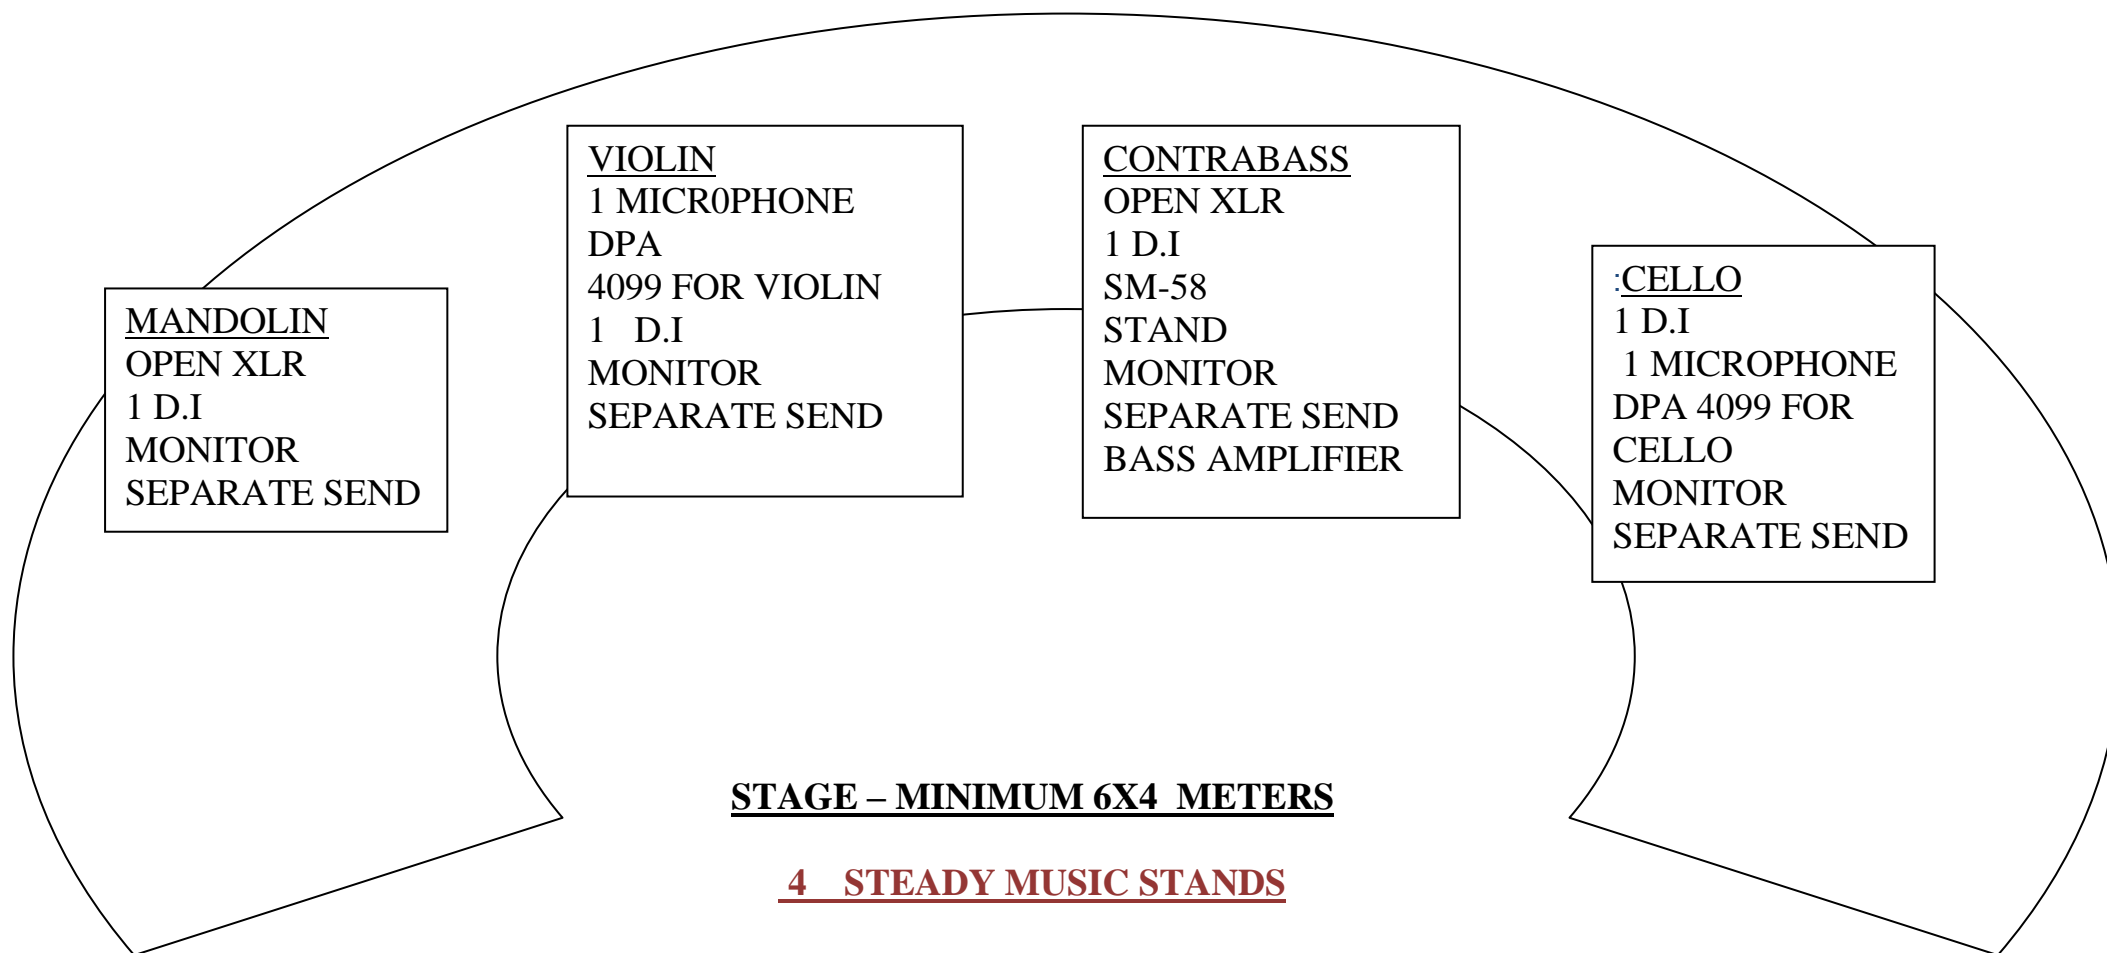 MANDOLIN
OPEN XLR
1 D.I
MONITOR
SEPARATE SEND
VIOLIN
1 MICR0PHONE
DPA
4099 FOR VIOLIN
1 D.I
MONITOR
SEPARATE SEND
CONTRABASS
OPEN XLR
1 D.I
SM-58
STAND
MONITOR
SEPARATE SEND
BASS AMPLIFIER
:CELLO
1 D.I
1 MICROPHONE
DPA 4099 FOR
CELLO
MONITOR
SEPARATE SEND
STAGE – MINIMUM 6X4 METERS
4 STEADY MUSIC STANDS